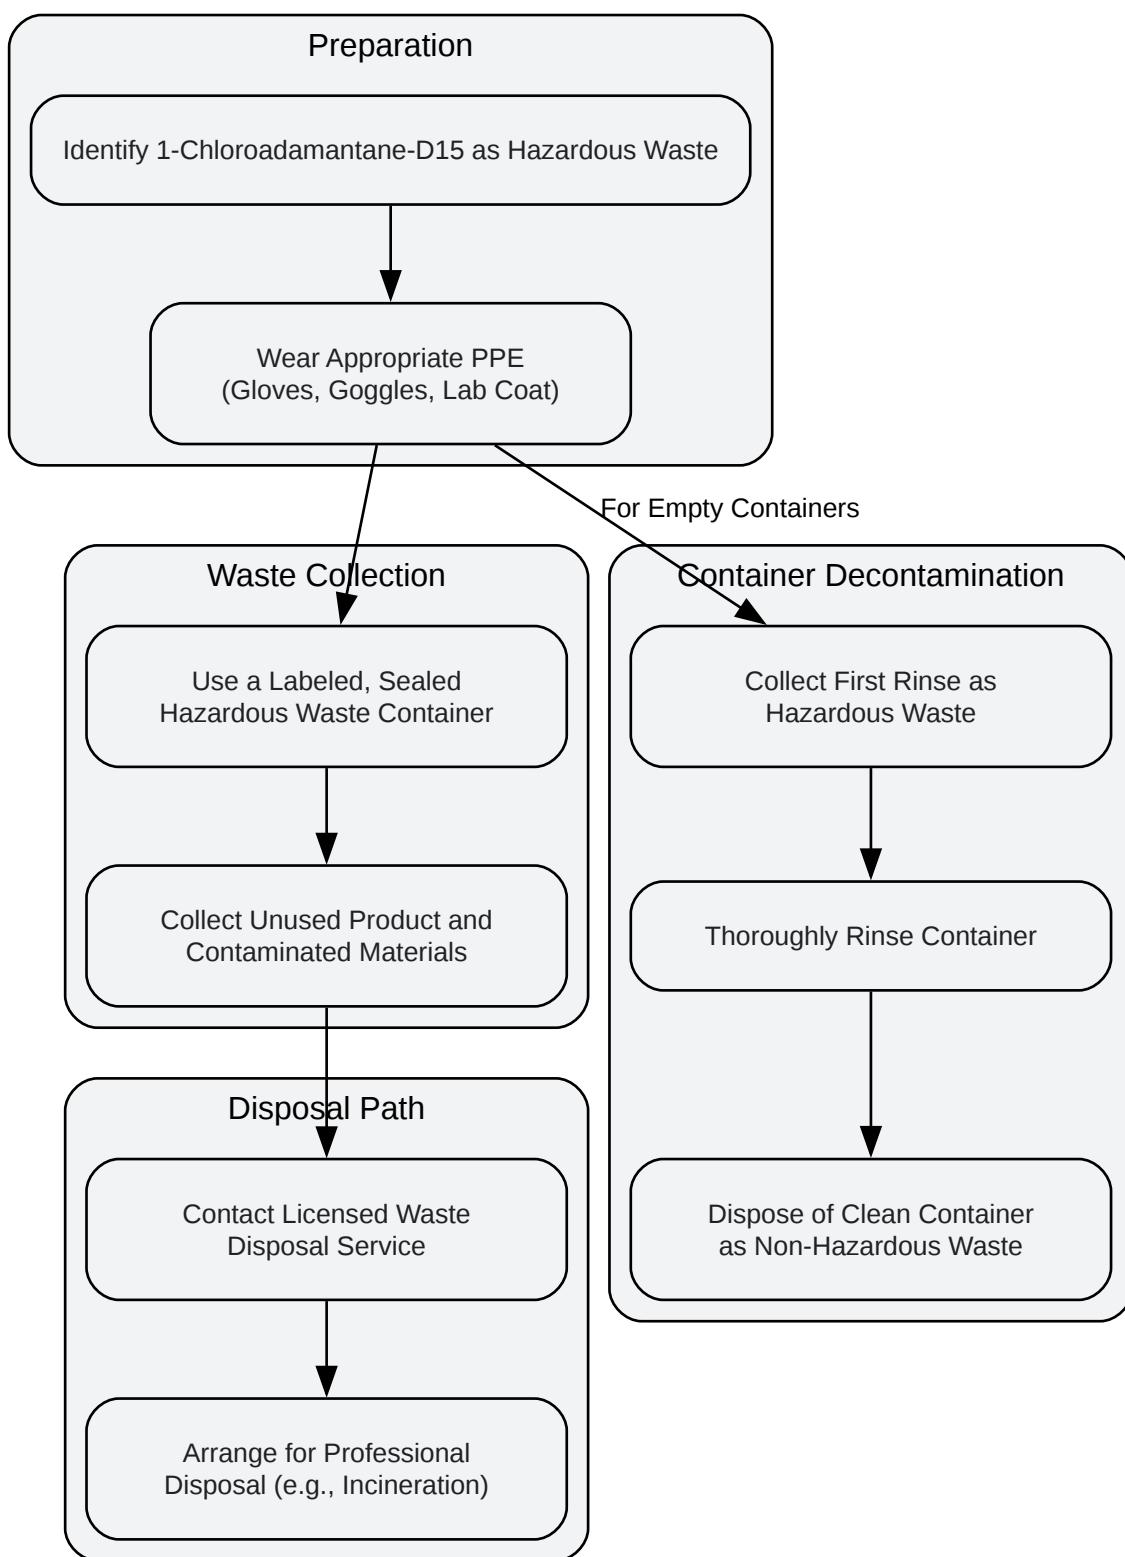 Preparation
Identify 1-Chloroadamantane-D15 as Hazardous Waste
Wear Appropriate PPE
(Gloves, Goggles, Lab Coat)
For Empty Containers
Waste Collection
Use a Labeled, Sealed
Hazardous Waste Container
Collect Unused Product and
Contaminated Materials
Disposal Path
Contact Licensed Waste
Disposal Service
Arrange for Professional
Disposal (e.g., Incineration)
Container Decontamination
Collect First Rinse as
Hazardous Waste
Thoroughly Rinse Container
Dispose of Clean Container
as Non-Hazardous Waste